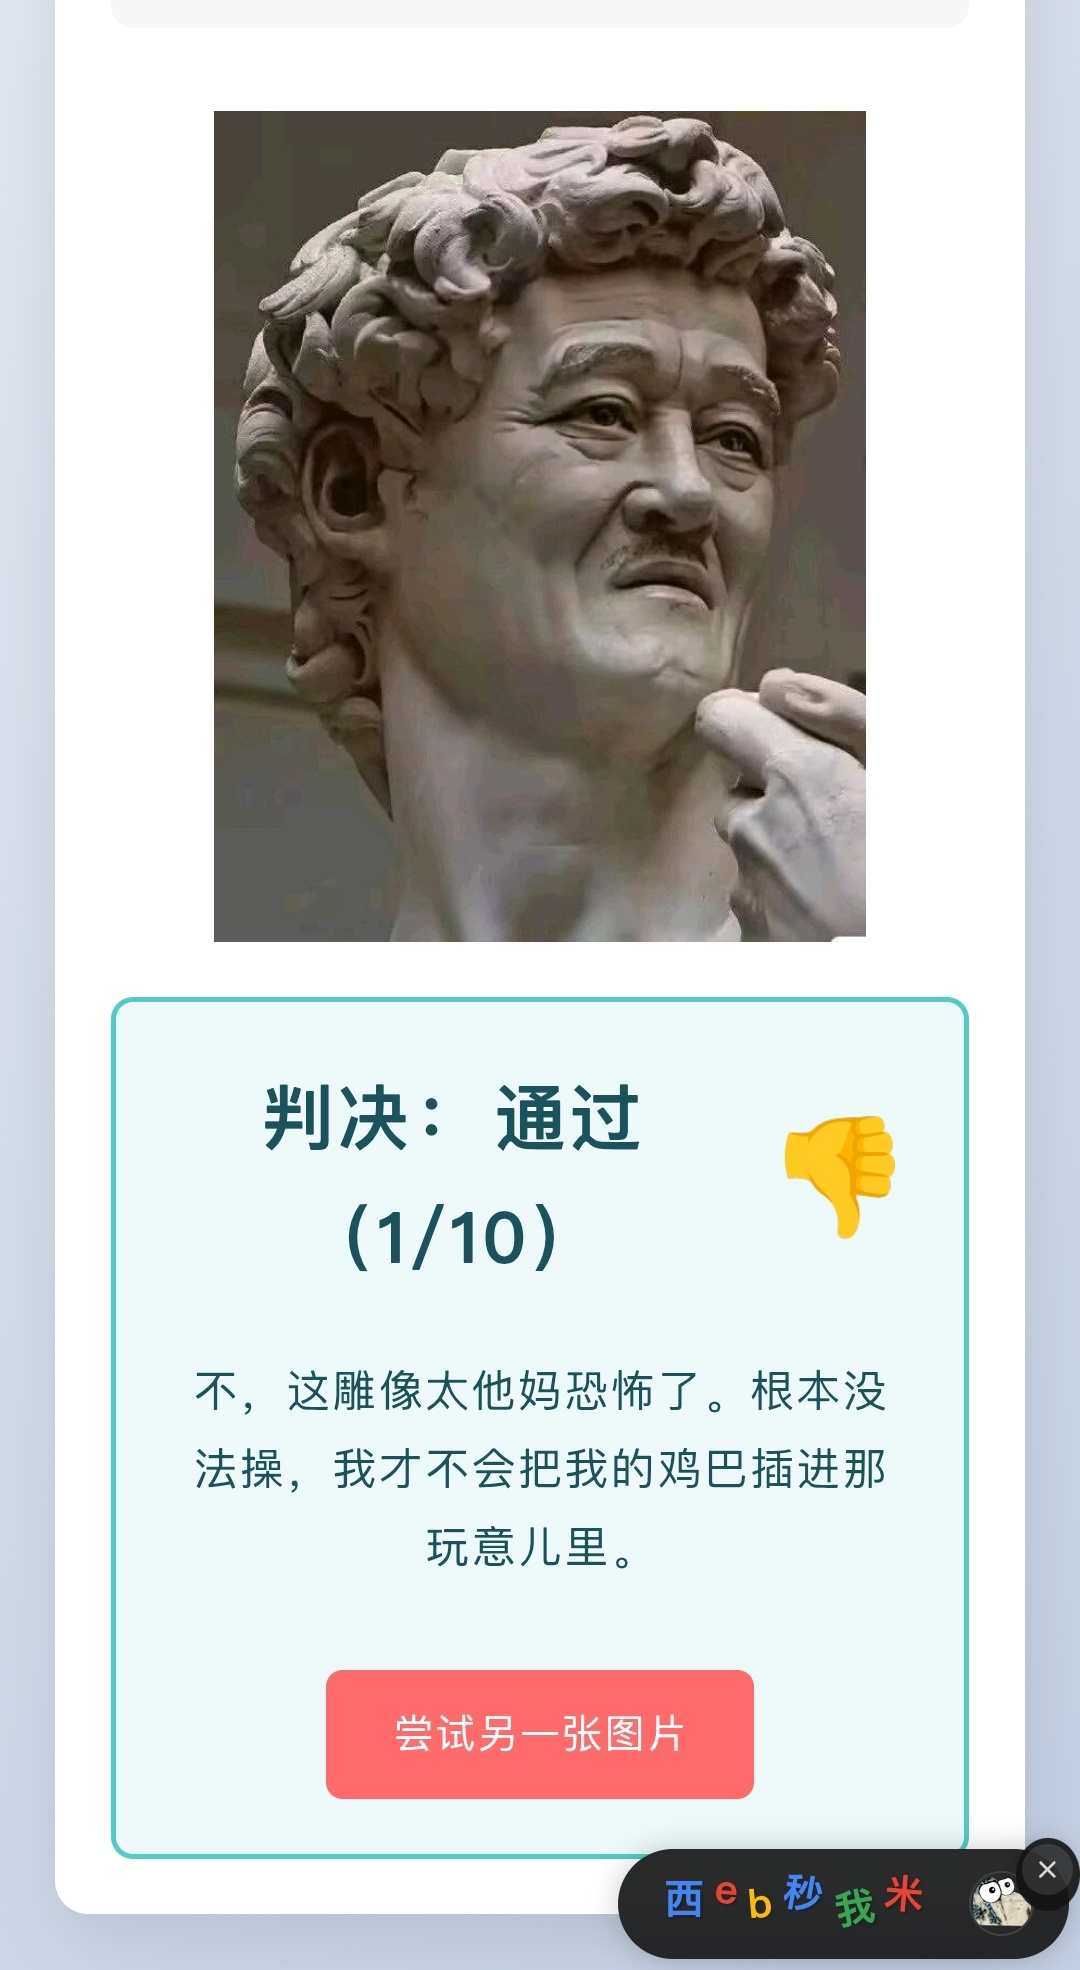 判决：通过
（1/10）
不，这雕像太他妈恐怖了。根本没
法操，我才不会把我的鸡巴插进那
玩意儿里。
尝试另一张图片
西eb秒我米